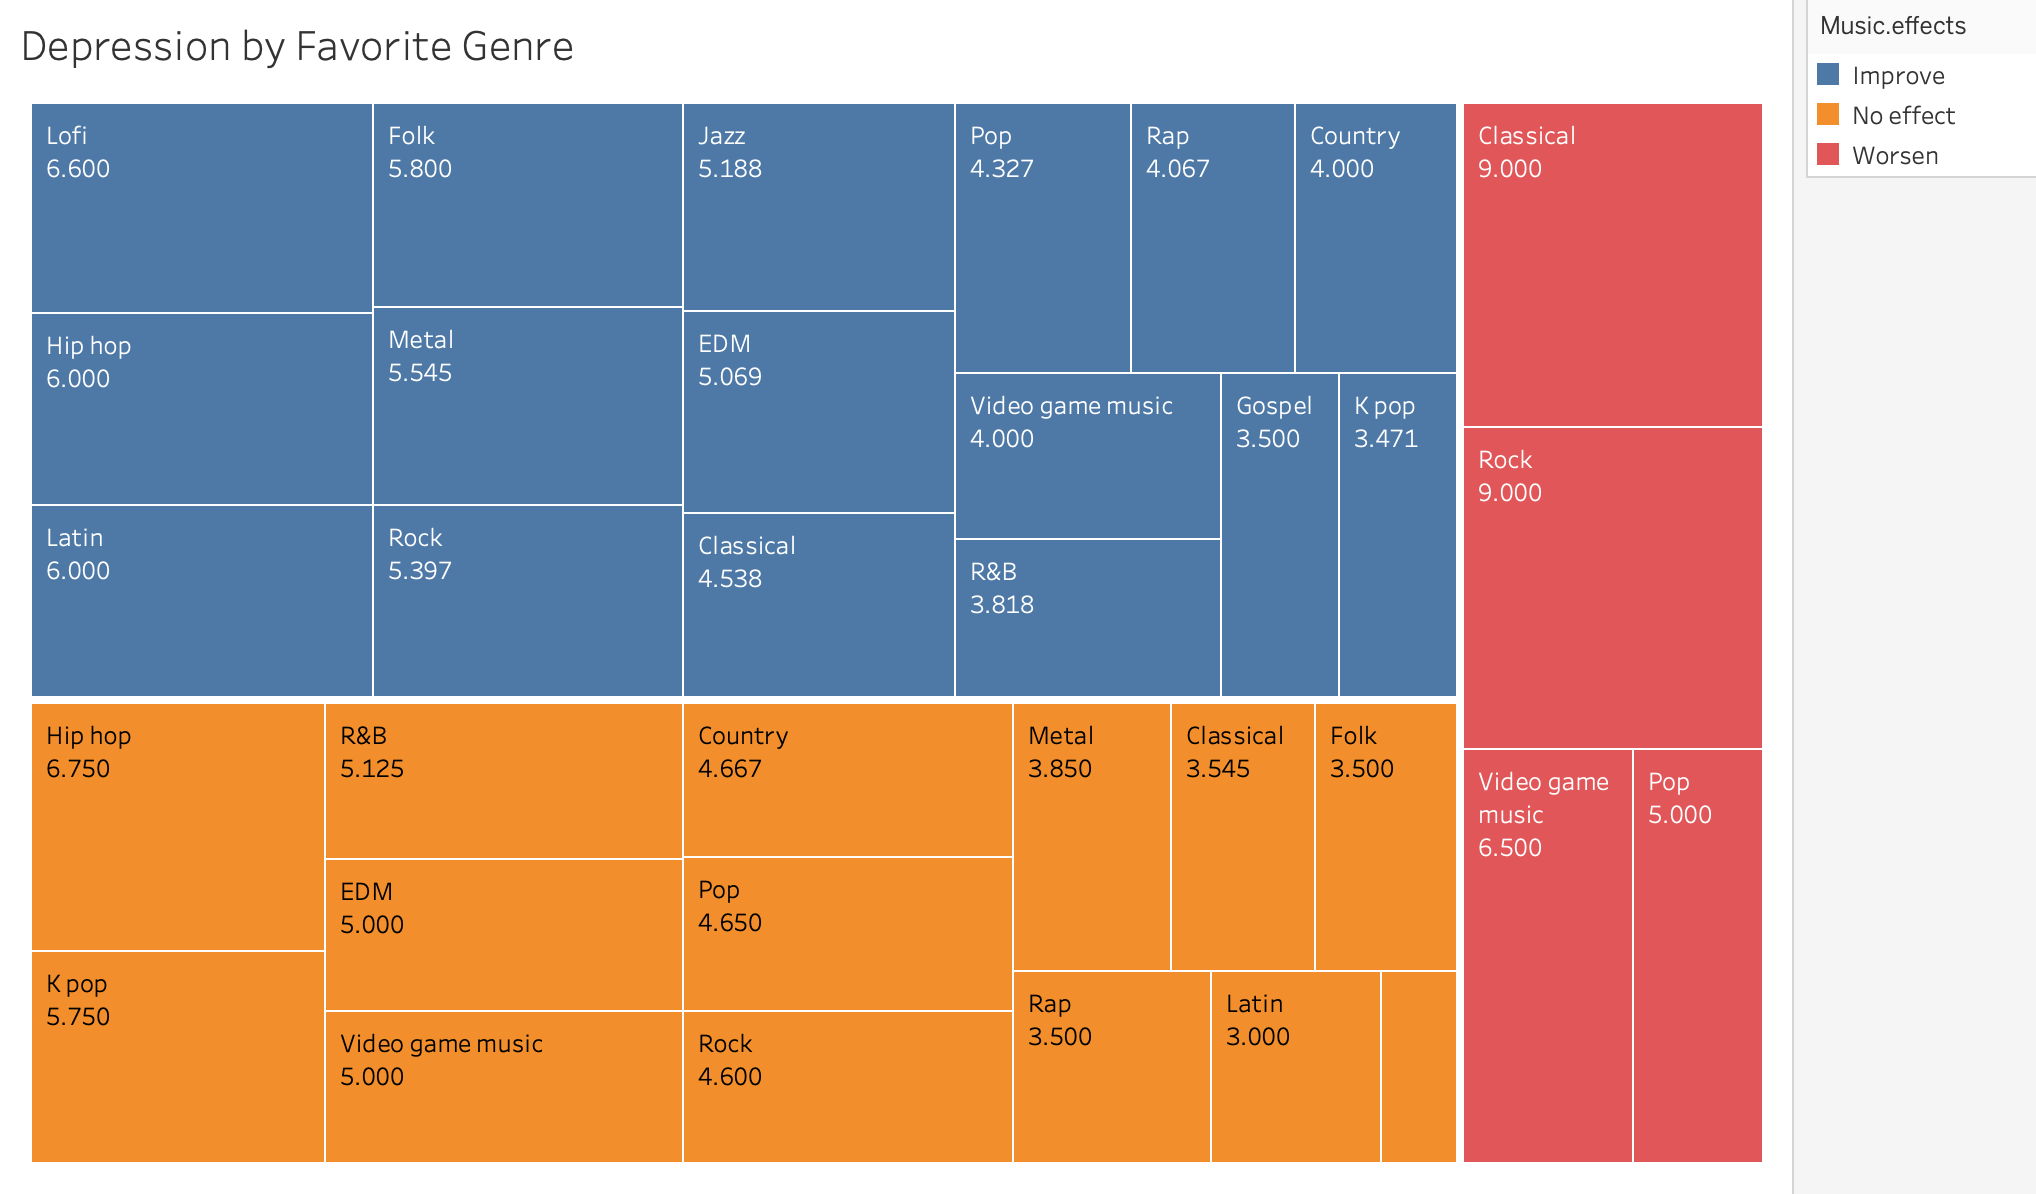 Depression by Favorite Genre
Lofi
6.600
Folk
5.800
Jazz
5.188
Pop
4.327
Rap
4.067
Country
4.000
Hip hop
6.000
Metal
5.545
EDM
5.069
Video game music
4.000
Gospel
3.500
K pop
3.471
Latin
6.000
Rock
5.397
Classical
4.538
R&B
3.818
Hip hop
6.750
R&B
5.125
Country
4.667
Metal
3.850
Classical
3.545
Folk
3.500
EDM
5.000
Pop
4.650
K pop
5.750
Video game music
5.000
Rock
4.600
Rap
3.500
Latin
3.000
Classical
9.000
Rock
9.000
Video game
music
6.500
Pop
5.000
Music.effects
Improve
No effect
Worsen